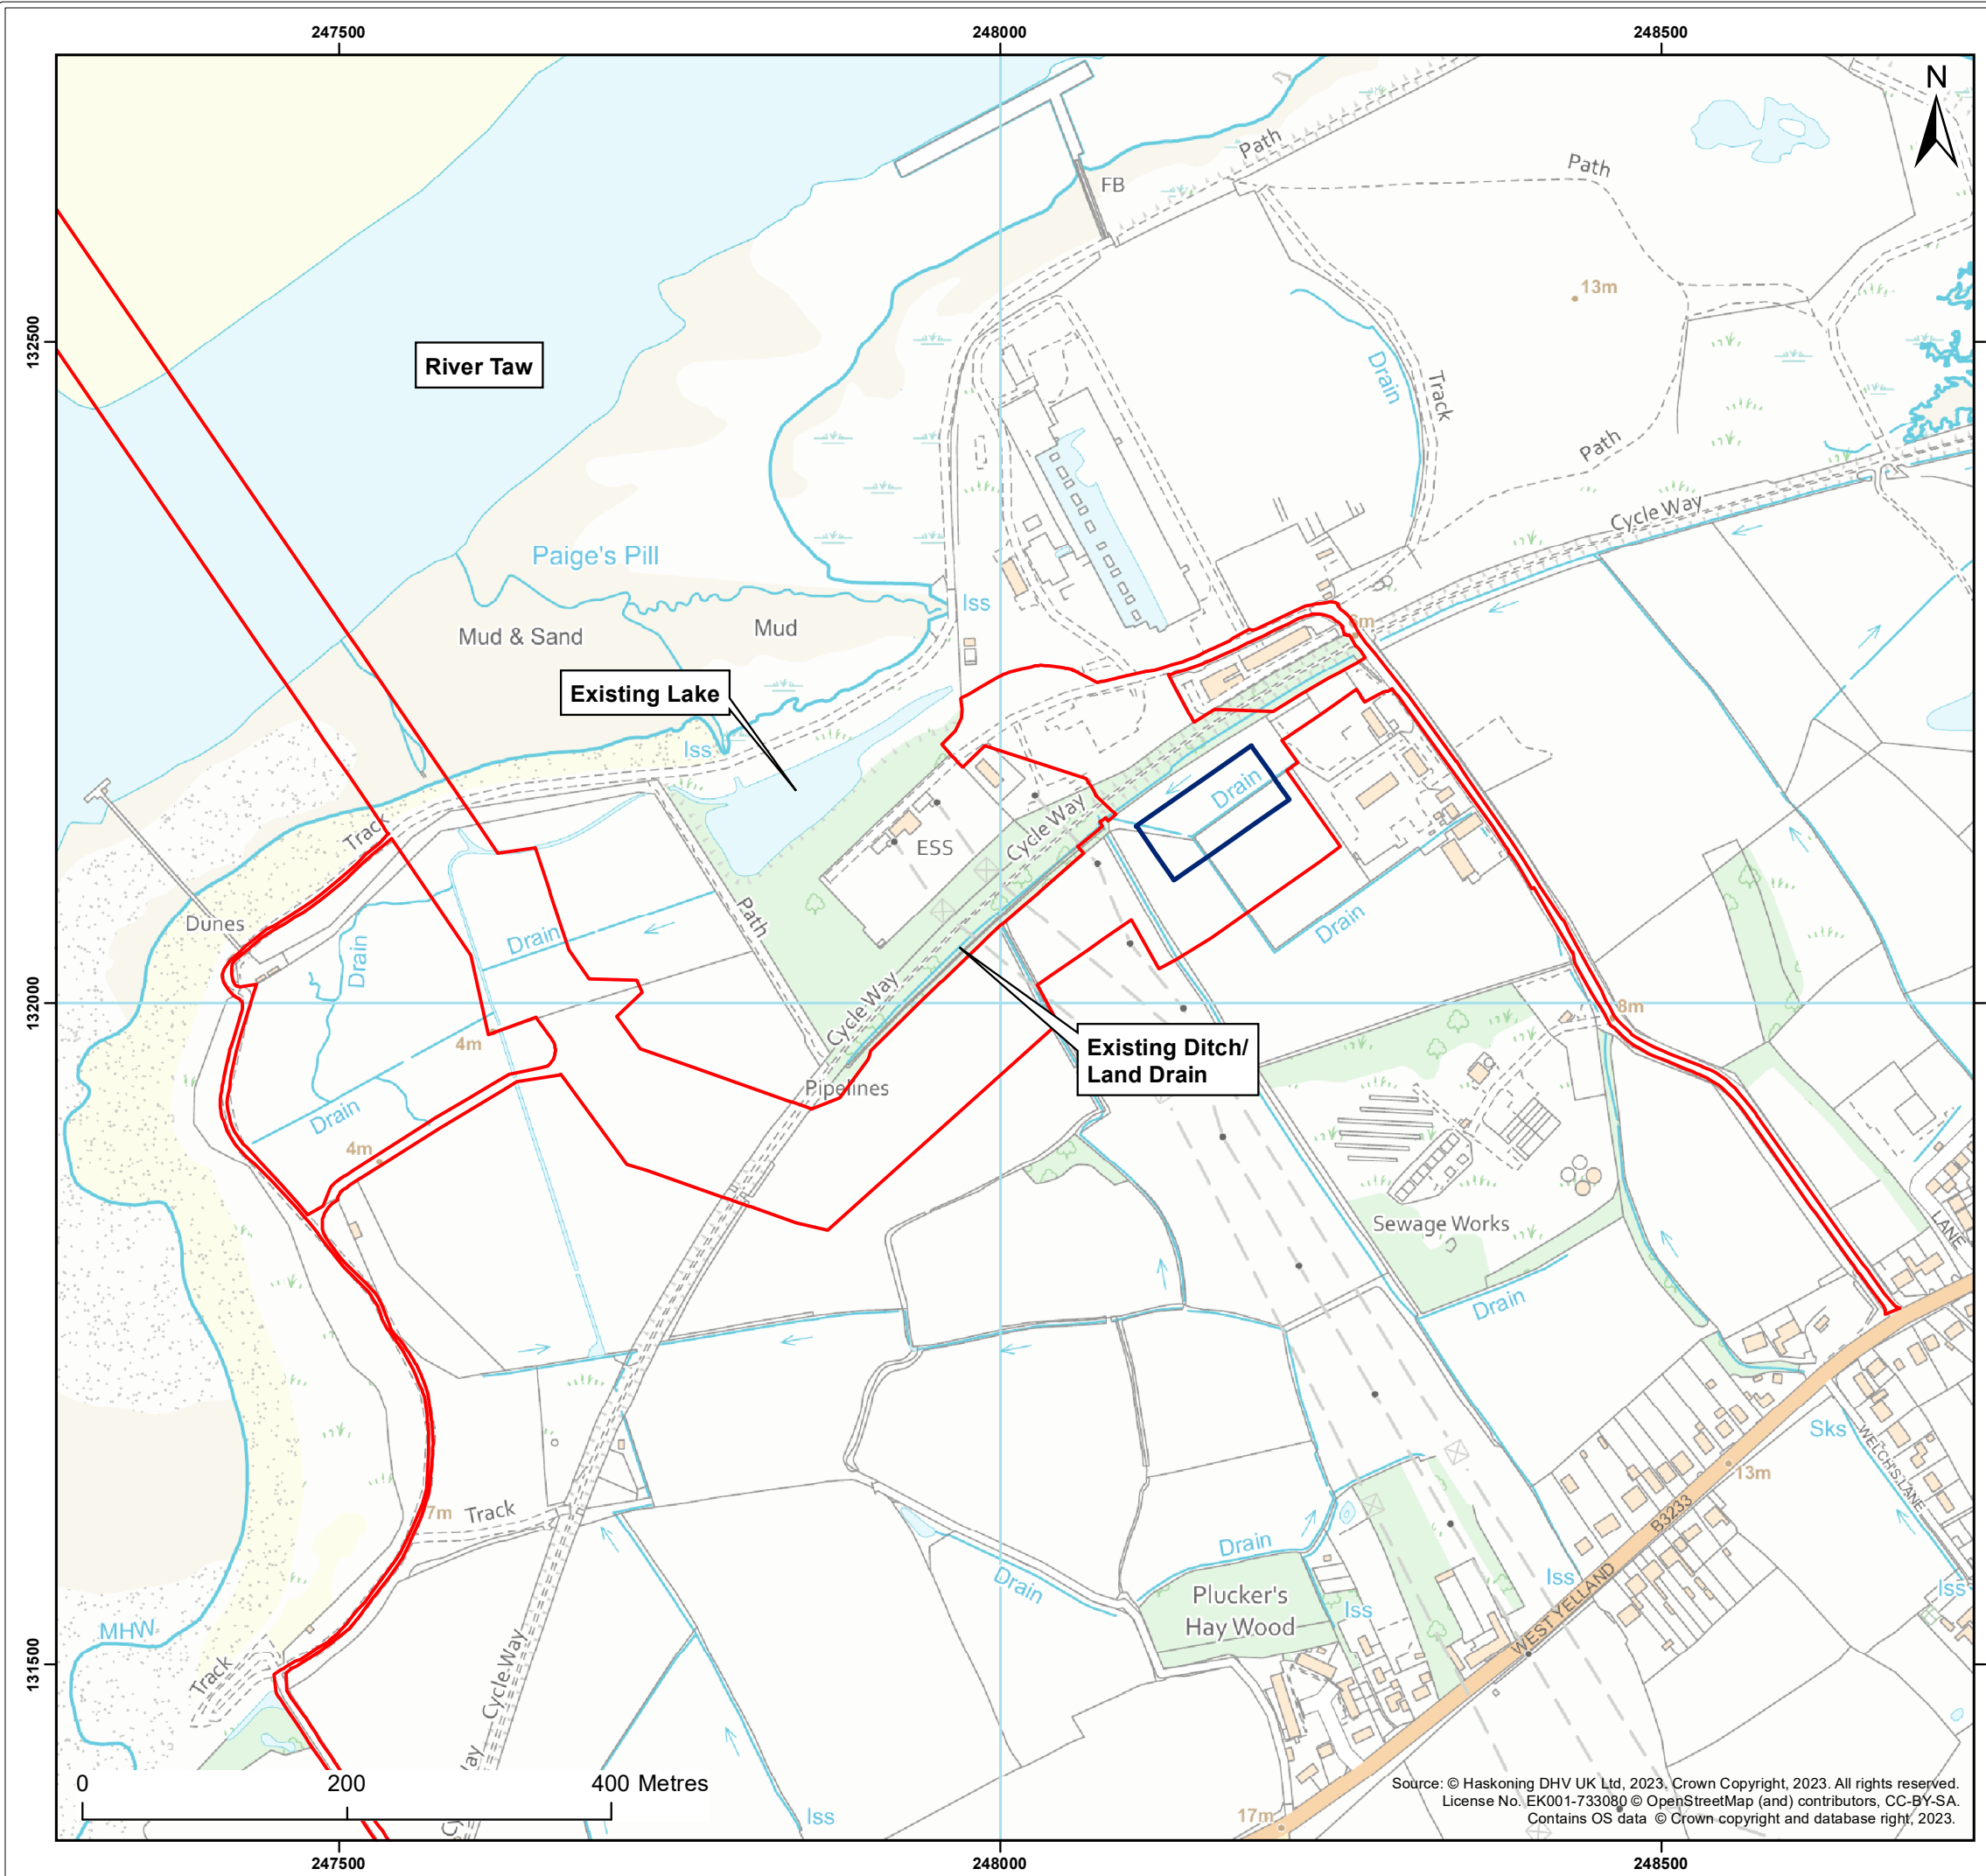 247500
248000
248500
N
Path
Path
FB
13m
132500
River Taw
Drain
Track
Path
Cycle Way
Paige's Pill
Iss
Mud & Sand
Mud
6m
Existing Lake
Iss
Drain
Track
Cycle Way
ESS
Dunes
Path
Drain
Drain
Drain
132000
Cycle Way
8m
4m
Existing Ditch/
Land Drain
Pipelines
Drain
4m
Sewage Works
LANE
Drain
Sks
WELCH'S LANE
13m
7m
Track
B3233
Drain
Iss
Drain
Plucker's
Hay Wood
Iss
Iss
WEST YELLAND
MHW
131500
Track
Cycle Way
ay
Cy
0
200
400 Metres
Iss
17m
Source: © Haskoning DHV UK Ltd, 2023. Crown Copyright, 2023. All rights reserved.
License No. EK001-733080 © OpenStreetMap (and) contributors, CC-BY-SA.
Contains OS data © Crown copyright and database right, 2023.
247500
248000
248500